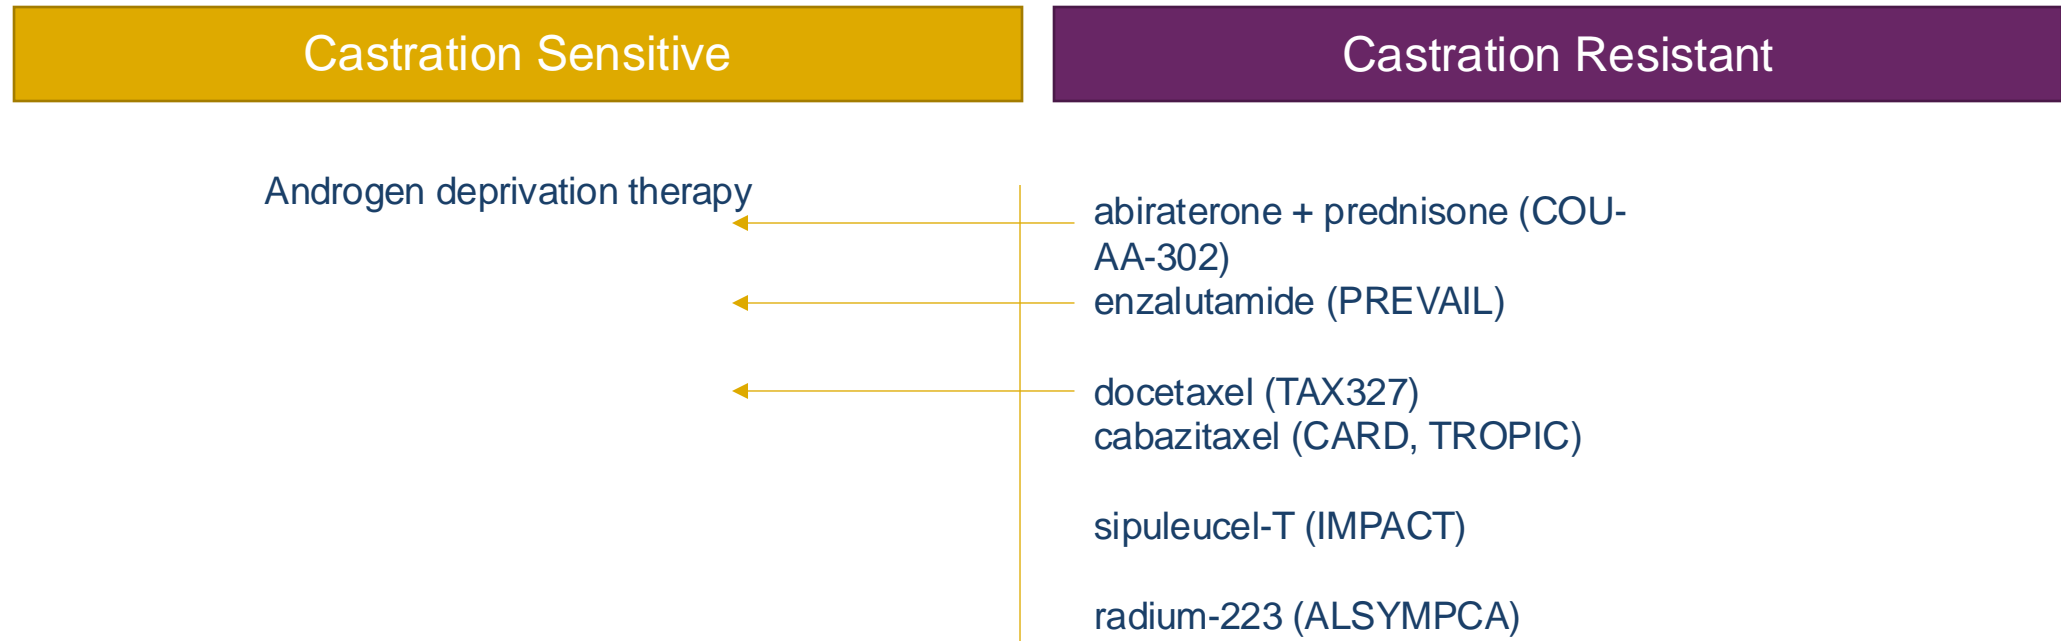 Castration Sensitive
Castration Resistant
Androgen deprivation therapy
abiraterone + prednisone (COU-
AA-302)
enzalutamide (PREVAIL)
docetaxel (TAX327)
cabazitaxel (CARD, TROPIC)
sipuleucel-T (IMPACT)
radium-223 (ALSYMPCA)